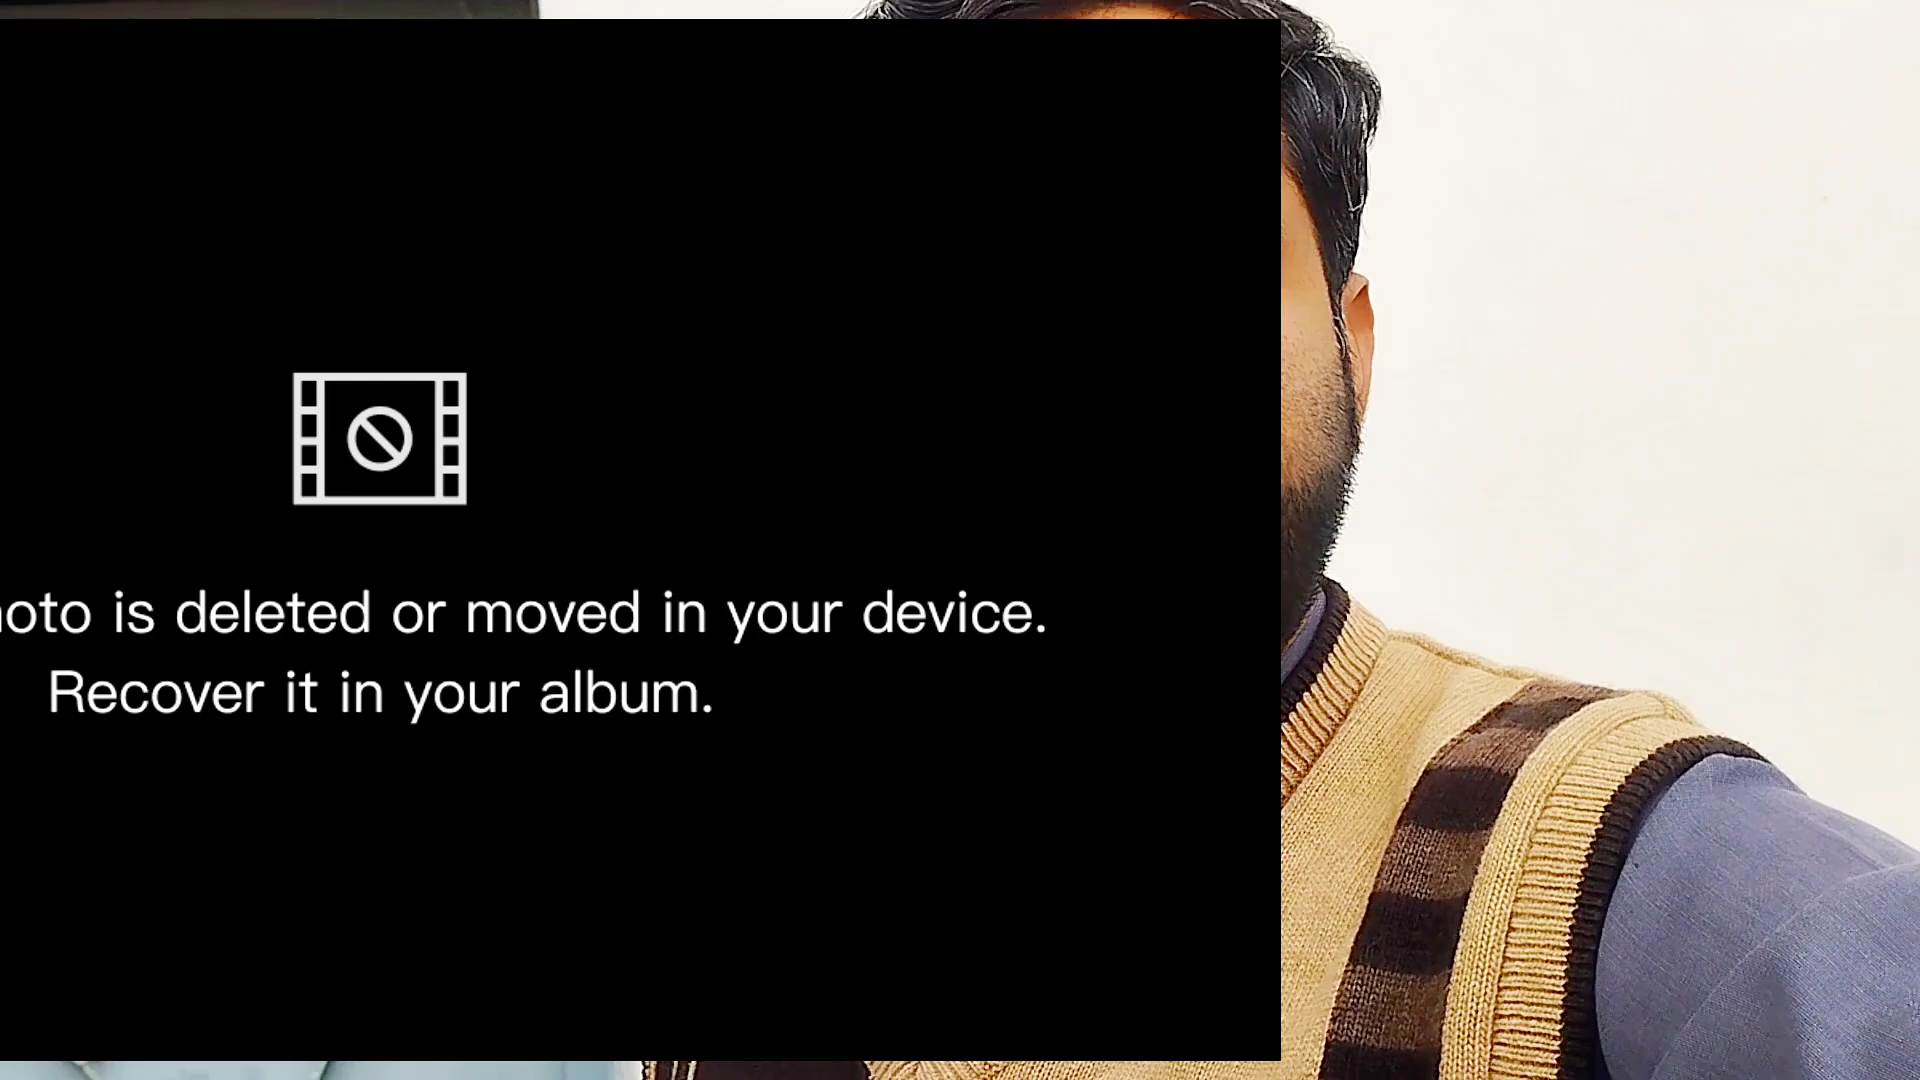 oto is deleted or moved in your device.
Recover it in your album.